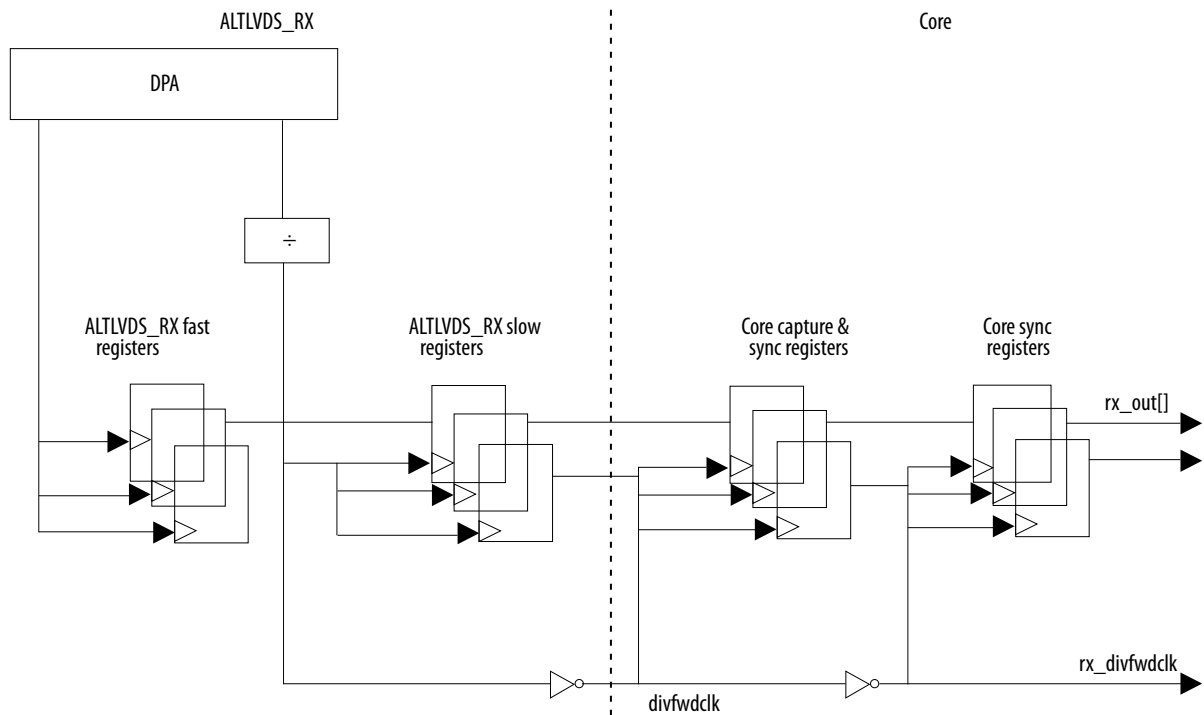 ALTLVDS_RX
Core
DPA
÷
ALTLVDS_RX fast
registers
ALTLVDS_RX slow
registers
Core capture &
sync registers
Core sync
registers
rx_out[]
rx_divfwdclk
divfwdclk